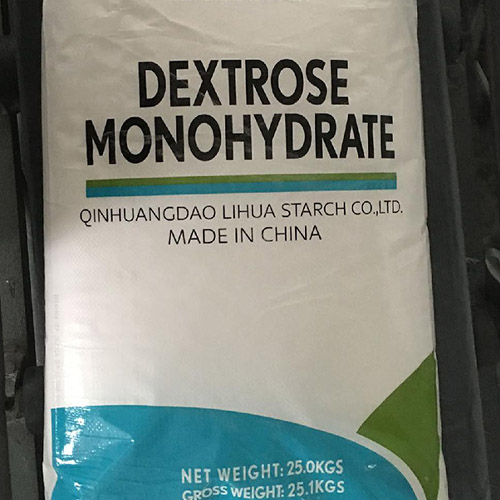 DEXTROSE
MONOHYDRATE
QINHUANGDAO LIHUA STARCH CO.,LTD.
MADE IN CHINA
NET WEIGHT: 25.0KGS
GROSS WEIGHT: 25.1KGS